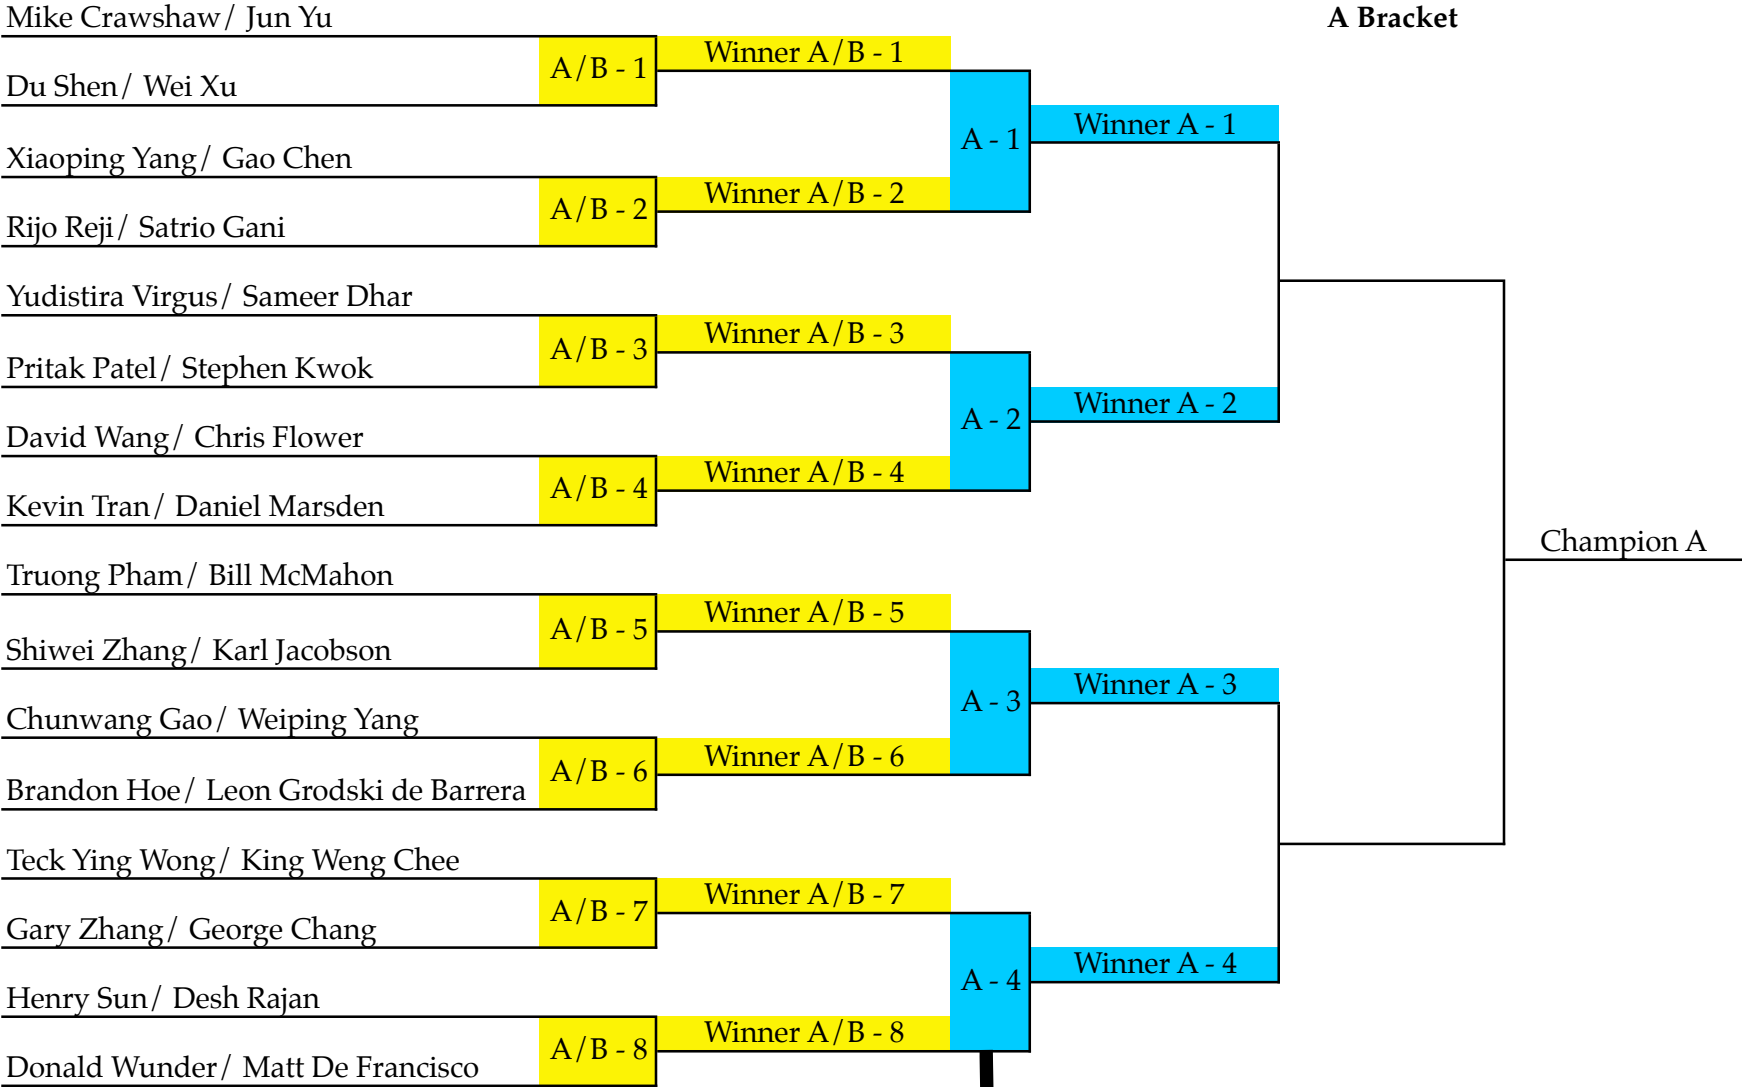 Mike Crawshaw/ Jun Yu
A Bracket
A/B - 1
Winner A/B - 1
Du Shen/ Wei Xu
A - 1
Winner A - 1
Xiaoping Yang/ Gao Chen
A/B - 2
Winner A/B - 2
Rijo Reji/ Satrio Gani
Yudistira Virgus/ Sameer Dhar
A/B - 3
Winner A/B - 3
Pritak Patel/ Stephen Kwok
A - 2
Winner A - 2
David Wang/ Chris Flower
A/B - 4
Winner A/B - 4
Kevin Tran/ Daniel Marsden
Champion A
Truong Pham/ Bill McMahon
A/B - 5
Winner A/B - 5
Shiwei Zhang/ Karl Jacobson
A - 3
Winner A - 3
Chunwang Gao/ Weiping Yang
A/B - 6
Winner A/B - 6
Brandon Hoe/ Leon Grodski de Barrera
Teck Ying Wong/ King Weng Chee
A/B - 7
Winner A/B - 7
Gary Zhang/ George Chang
A - 4
Winner A - 4
Henry Sun/ Desh Rajan
A/B - 8
Winner A/B - 8
Donald Wunder/ Matt De Francisco